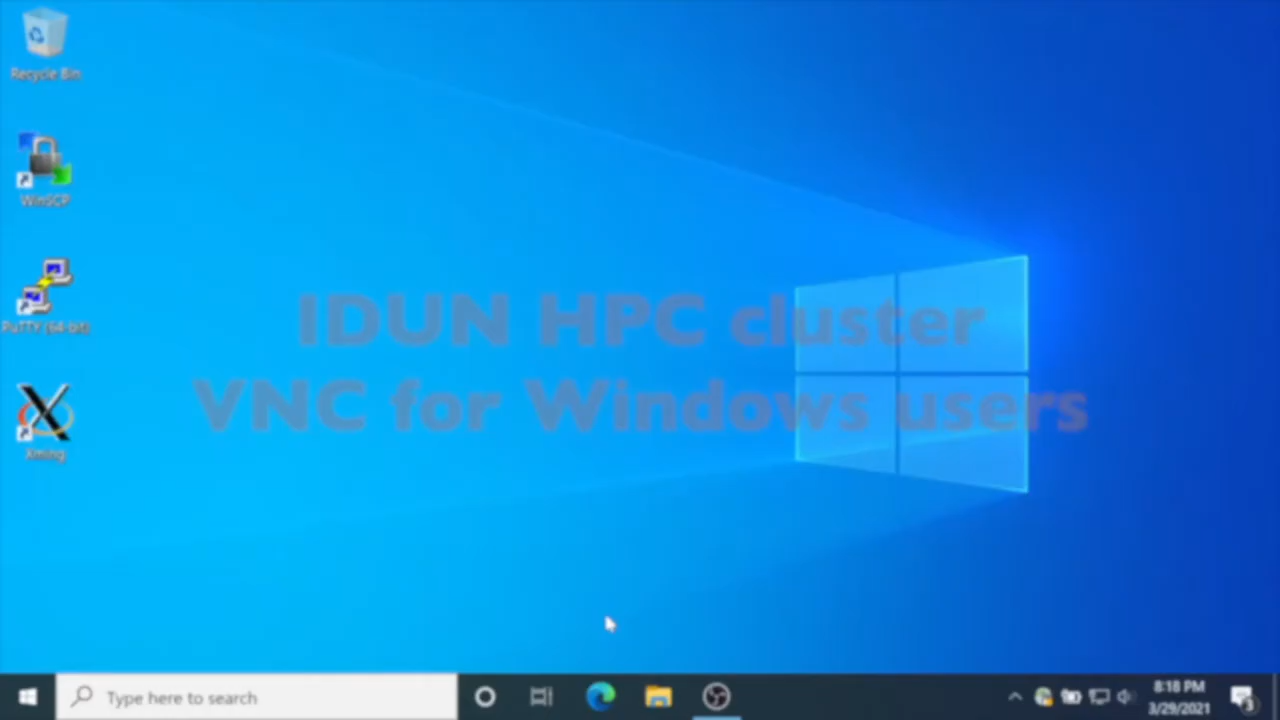 Recycle Bin
WinSCP
PuTTY (64-bit)
Xming
IDUN HPC cluster
VNC for Windows users
Type here to search
8:18 PM
3/29/2021
3